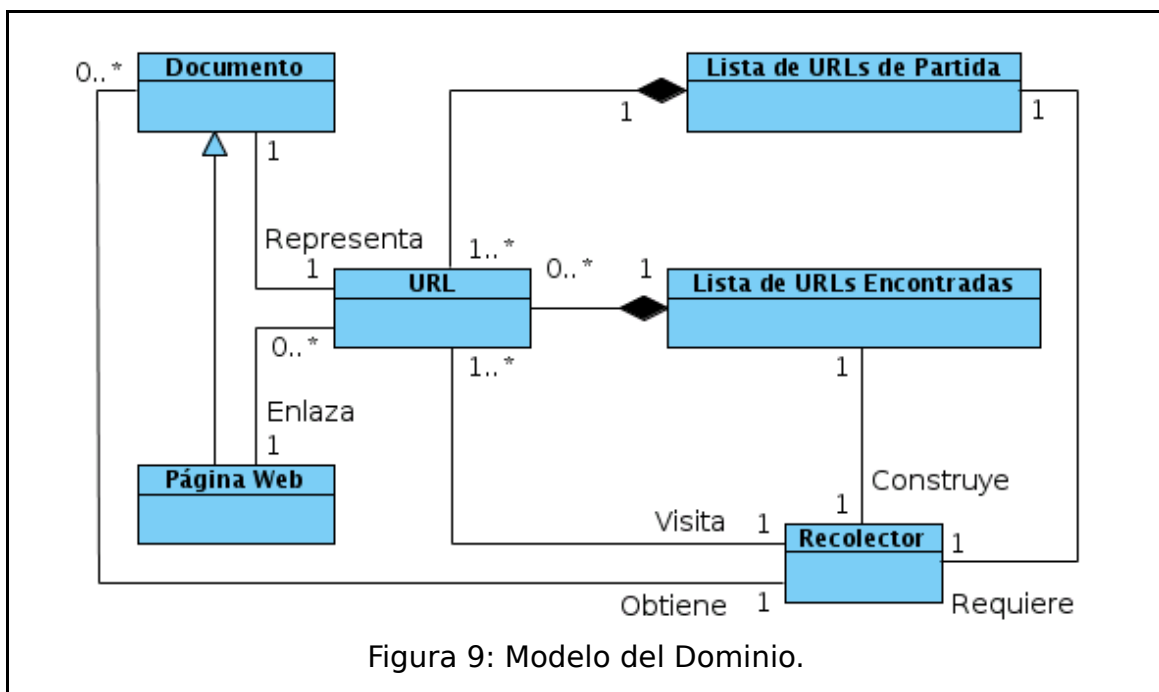 0..*
Documento
Lista de URLs de Partida
1
1
1
Representa
1
1..*
0..*
1
URL
Lista de URLs Encontradas
0..*
1..*
1
Enlaza
1
Página Web
Construye
1
Visita
1
Recolector
1
Obtiene
1
Requiere
Figura 9: Modelo del Dominio.